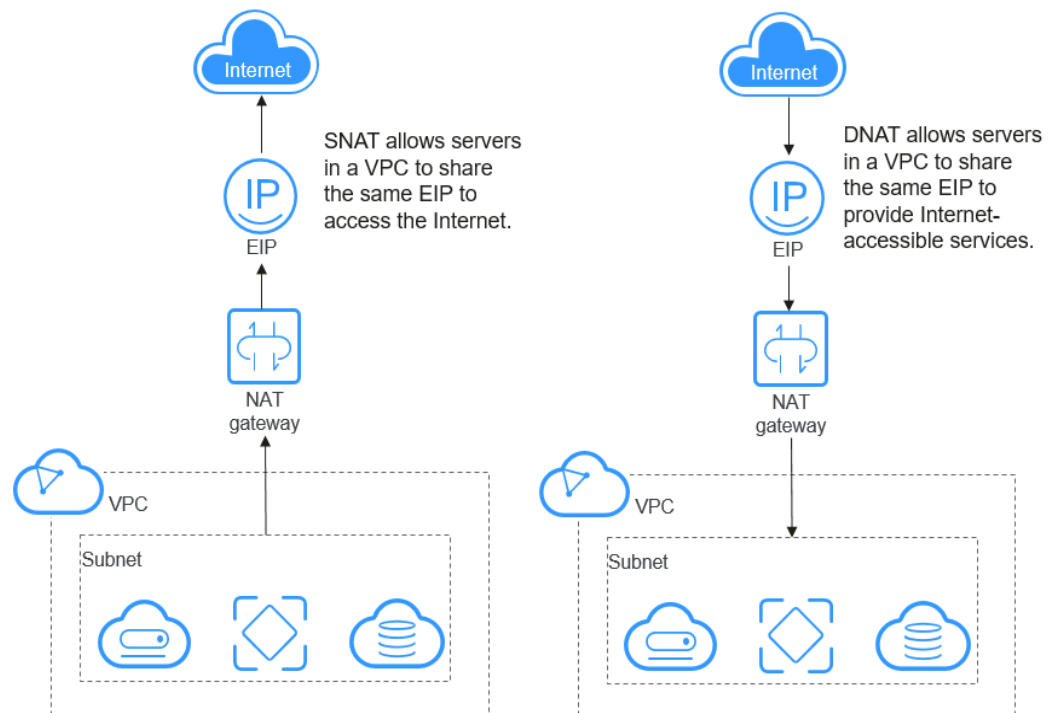 Internet
SNAT allows servers
in a VPC to share
the same EIP to
access the Internet.
IP
EIP
NAT
gateway
VPC
Subnet
Internet
DNAT allows servers
in a VPC to share
the same EIP to
provide Internet-
accessible services.
IP
EIP
NAT
gateway
VPC
Subnet